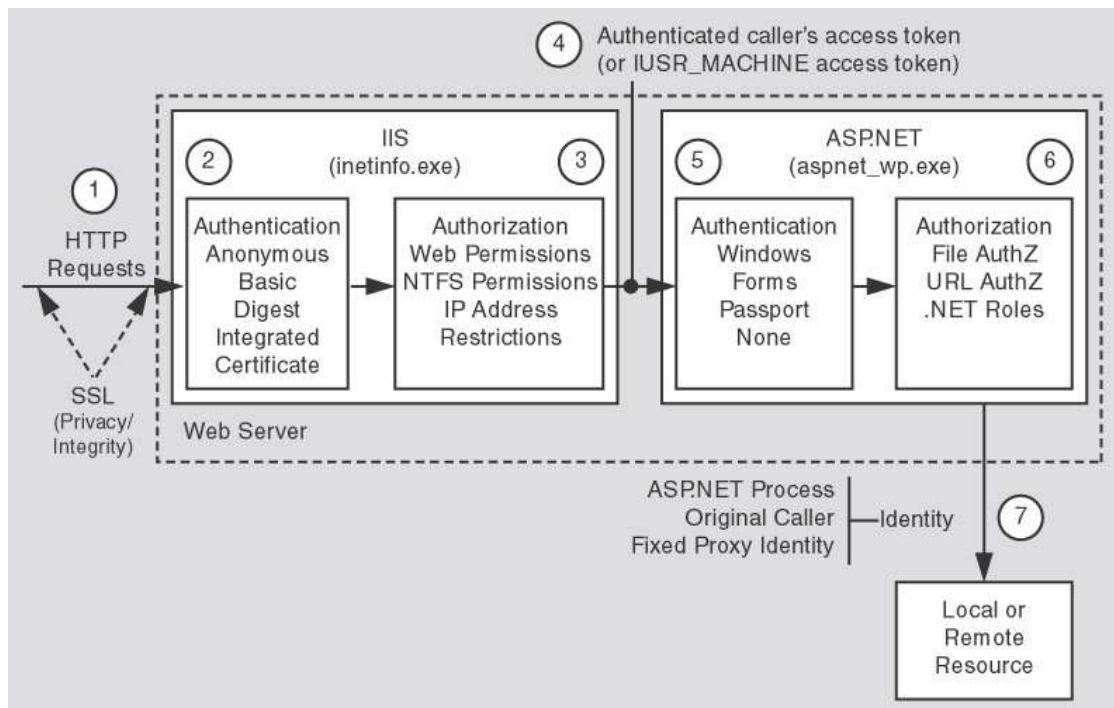 4
Authenticated caller's access token
(or IUSR_MACHINE access token)
1
HTTP
Requests
SSL
(Privacy/
Integrity)
IIS
(inetinfo.exe)
2
3
Authentication
Anonymous
Basic
Digest
Integrated
Certificate
Authorization
Web Permissions
NTFS Permissions
IP Address
Restrictions
ASP.NET
(aspnet_wp.exe)
5
6
Authentication
Windows
Forms
Passport
None
Authorization
File AuthZ
URL AuthZ
.NET Roles
Web Server
ASP.NET Process
Original Caller
Fixed Proxy Identity
Identity
7
Local or
Remote
Resource